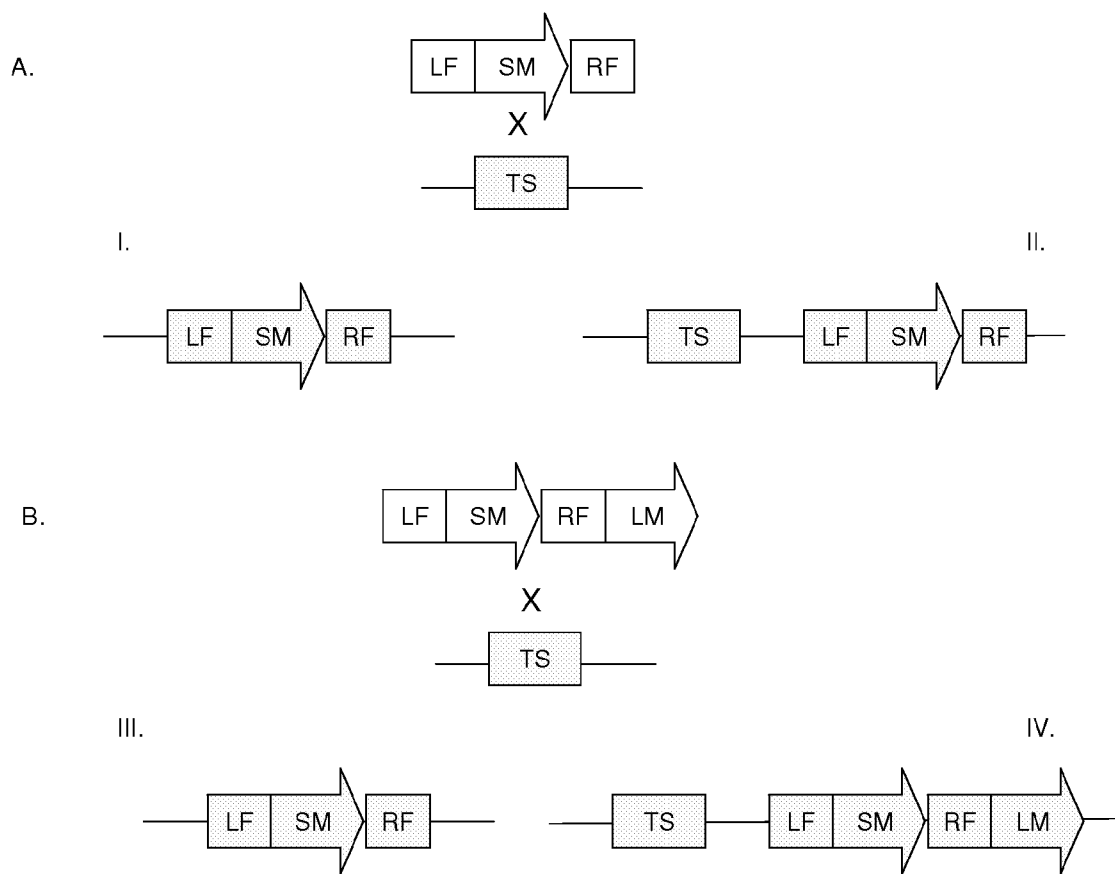 A.
LF SM RF
X
TS
I. II.
LF SM RF TS LF SM RF
B.
LF SM RF LM
X
TS
III. IV.
LF SM RF TS LF SM RF LM